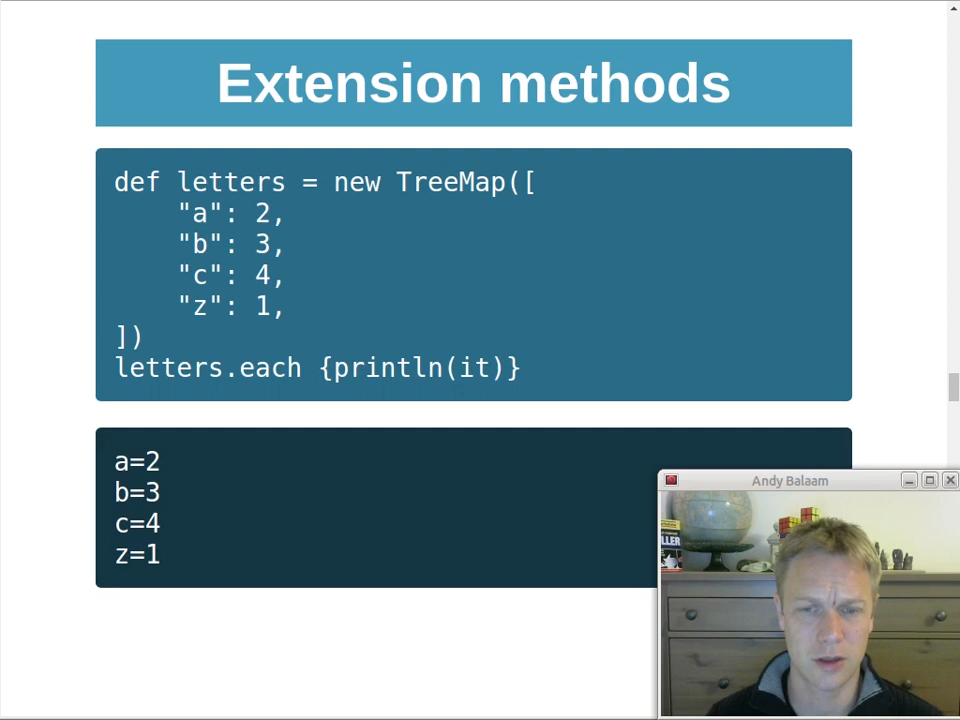 Extension methods
def letters = new TreeMap([
    "a": 2,
    "b": 3,
    "c": 4,
    "z": 1,
])
letters.each {println(it)}
a=2
b=3
c=4
z=1
Andy Balaam
LLER